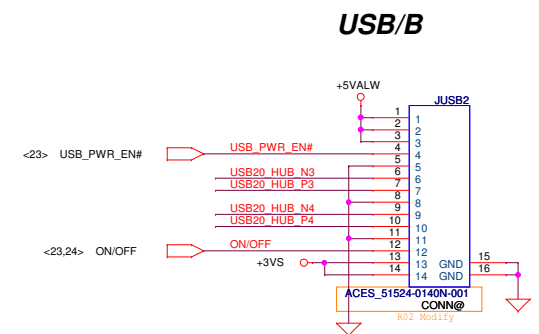 USB/B
+5VALW
JUSB2
1 1
2 2
3 3
<23> USB_PWR_EN# USB_PWR_EN# 4 4
5 5
USB20_HUB_N3 6 6
USB20_HUB_P3 7 7
8 8
USB20_HUB_N4 9 9
USB20_HUB_P4 10 10
11 11
<23,24> ON/OFF ON/OFF 12 12
+3VS 13 13 GND 15
14 14 GND 16
ACES_51524-0140N-001
CONN@
R02 Modify